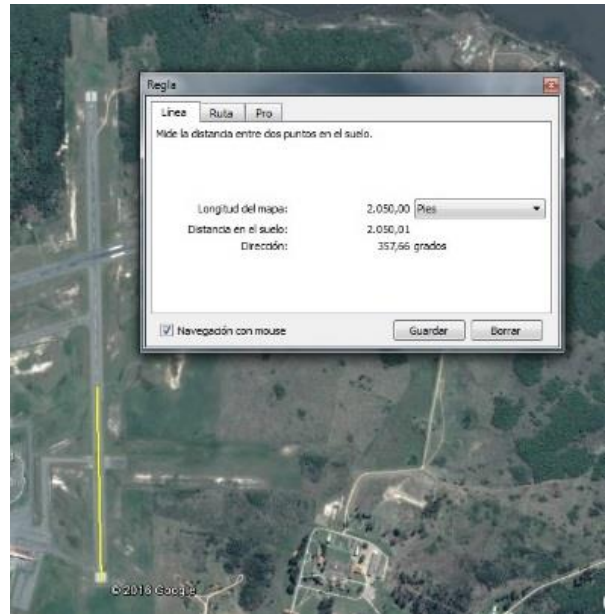 Regla
Línea Ruta Pro
Mide la distancia entre dos puntos en el suelo.
Longitud del mapa: 2.050,00 Pies
Distancia en el suelo: 2.050,01
Dirección: 357,66 grados
Navegación con mouse Guardar Borrar
© 2016 Google